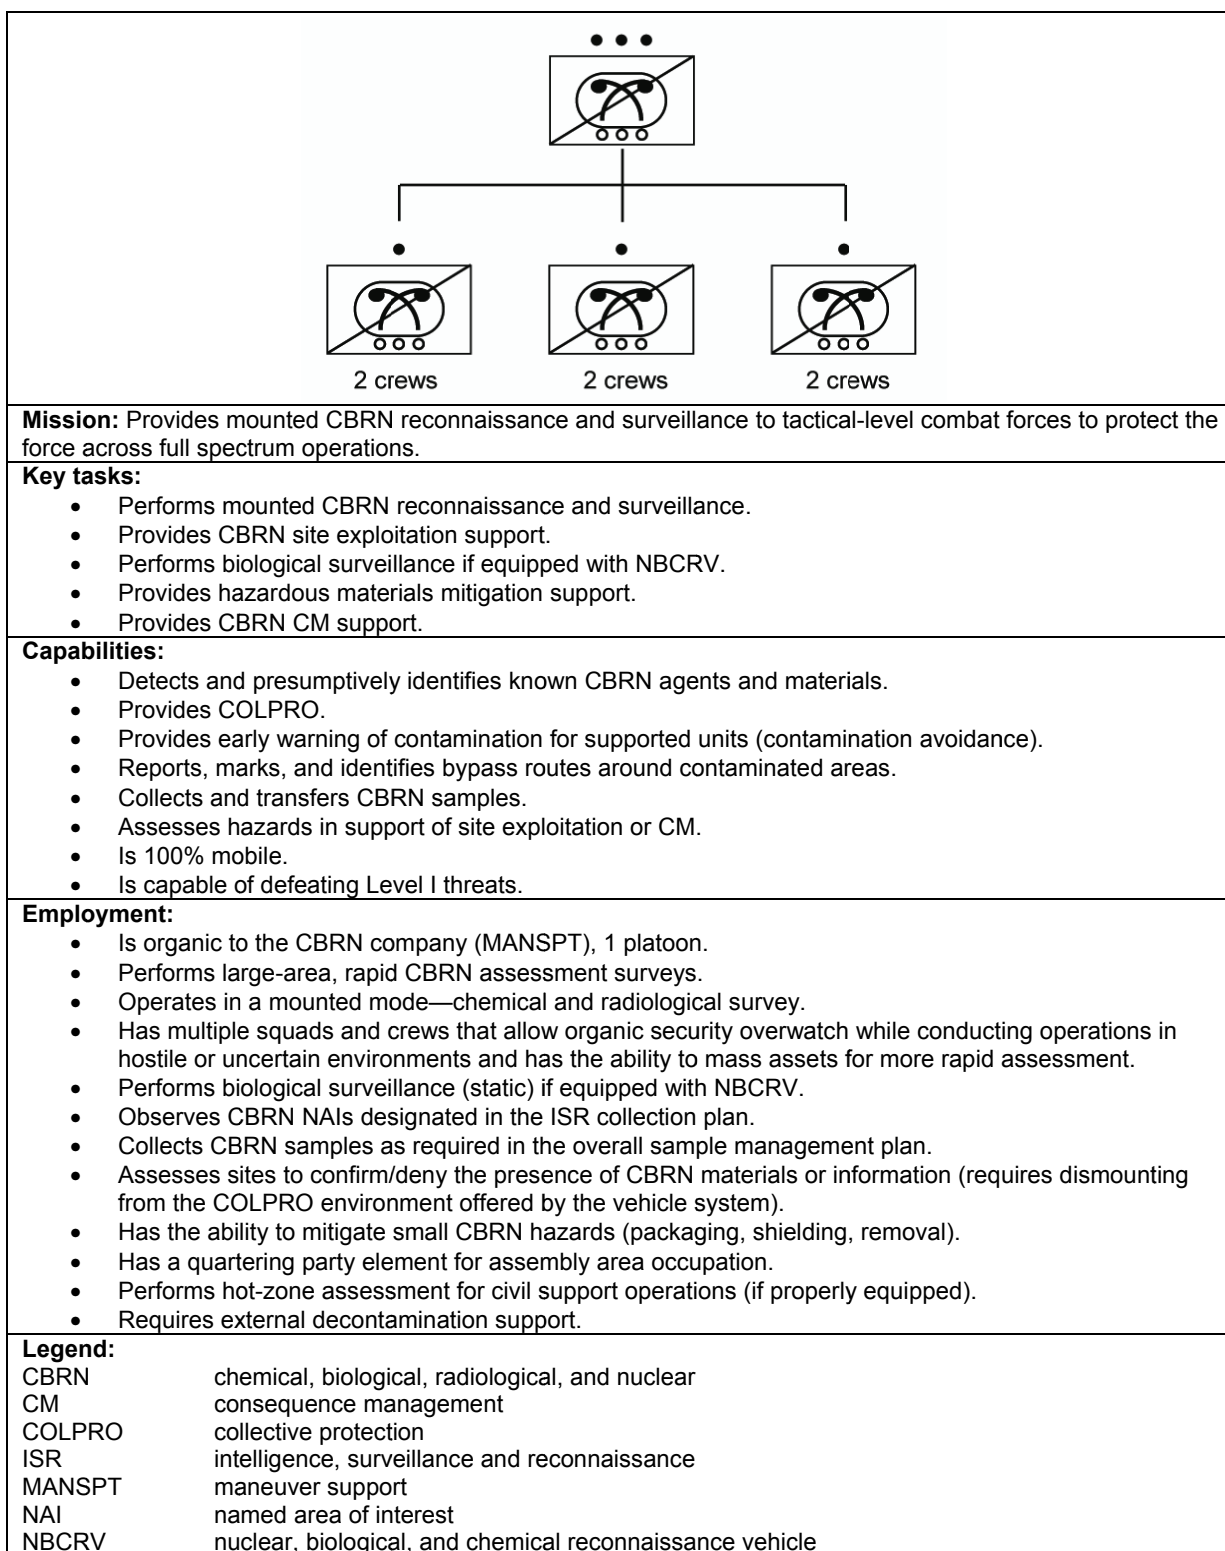 2 crews 2 crews 2 crews
Mission: Provides mounted CBRN reconnaissance and surveillance to tactical-level combat forces to protect the
force across full spectrum operations.
Key tasks:
• Performs mounted CBRN reconnaissance and surveillance.
• Provides CBRN site exploitation support.
• Performs biological surveillance if equipped with NBCRV.
• Provides hazardous materials mitigation support.
• Provides CBRN CM support.
Capabilities:
• Detects and presumptively identifies known CBRN agents and materials.
• Provides COLPRO.
• Provides early warning of contamination for supported units (contamination avoidance).
• Reports, marks, and identifies bypass routes around contaminated areas.
• Collects and transfers CBRN samples.
• Assesses hazards in support of site exploitation or CM.
• Is 100% mobile.
• Is capable of defeating Level I threats.
Employment:
• Is organic to the CBRN company (MANSPT), 1 platoon.
• Performs large-area, rapid CBRN assessment surveys.
• Operates in a mounted mode—chemical and radiological survey.
• Has multiple squads and crews that allow organic security overwatch while conducting operations in
hostile or uncertain environments and has the ability to mass assets for more rapid assessment.
• Performs biological surveillance (static) if equipped with NBCRV.
• Observes CBRN NAIs designated in the ISR collection plan.
• Collects CBRN samples as required in the overall sample management plan.
• Assesses sites to confirm/deny the presence of CBRN materials or information (requires dismounting
from the COLPRO environment offered by the vehicle system).
• Has the ability to mitigate small CBRN hazards (packaging, shielding, removal).
• Has a quartering party element for assembly area occupation.
• Performs hot-zone assessment for civil support operations (if properly equipped).
• Requires external decontamination support.
Legend:
CBRN chemical, biological, radiological, and nuclear
CM consequence management
COLPRO collective protection
ISR intelligence, surveillance and reconnaissance
MANSPT maneuver support
NAI named area of interest
NBCRV nuclear, biological, and chemical reconnaissance vehicle